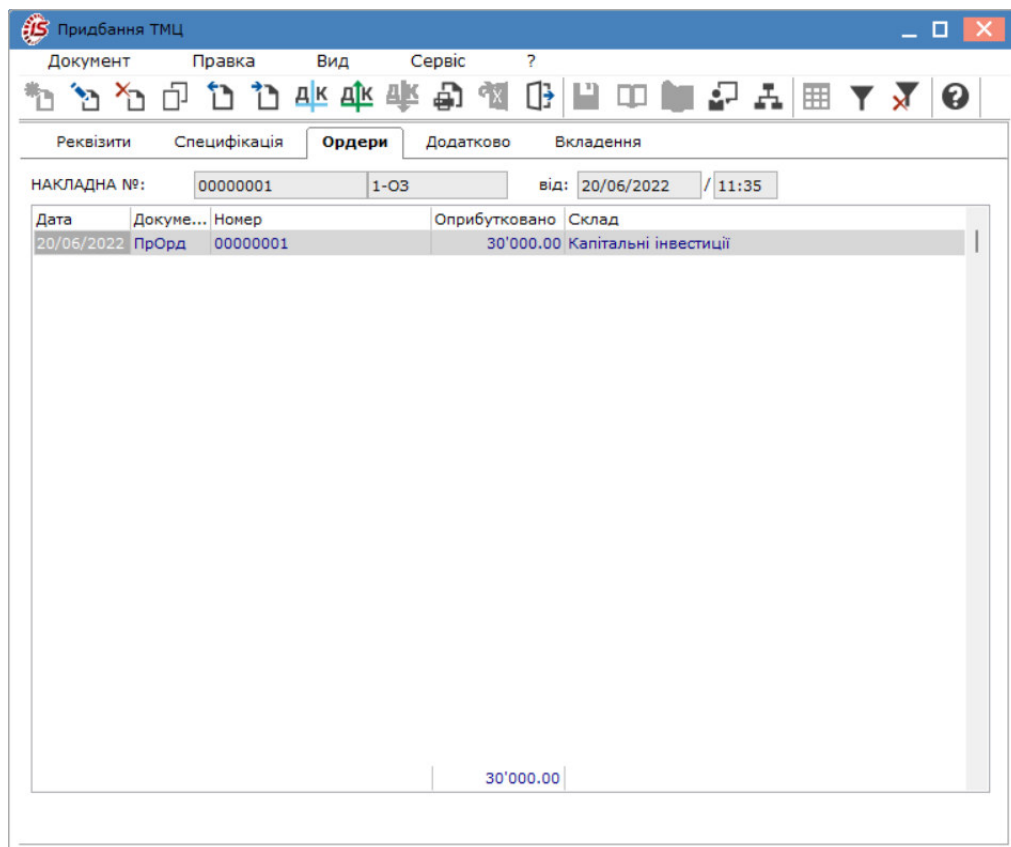 Придбання ТМЦ
Документ Правка Вид Сервіс ?
Реквізити Специфікація Ордери Додатково Вкладення
НАКЛАДНА №: 00000001 1-ОЗ від: 20/06/2022 / 11:35
Дата Докуме... Номер Оприбутковано Склад
20/06/2022 ПрОрд 00000001 30'000.00 Капітальні інвестиції
30'000.00